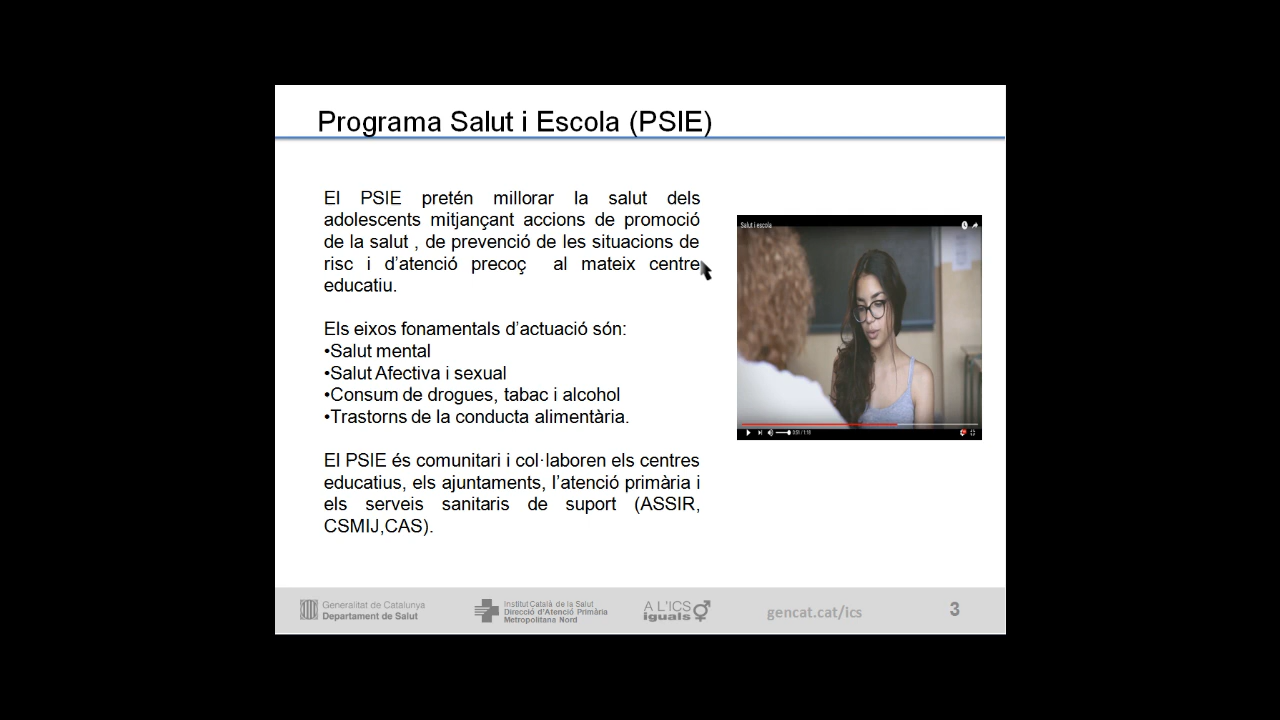 Programa Salut i Escola (PSIE)
El PSIE pretén millorar la salut dels
adolescents mitjançant accions de promoció
de la salut , de prevenció de les situacions de
risc i d’atenció precoç al mateix centre
educatiu.
Els eixos fonamentals d’actuació són:
•Salut mental
•Salut Afectiva i sexual
•Consum de drogues, tabac i alcohol
•Trastorns de la conducta alimentària.
El PSIE és comunitari i col·laboren els centres
educatius, els ajuntaments, l’atenció primària i
els serveis sanitaris de suport (ASSIR,
CSMIJ,CAS).
Salut i escola
Generalitat de Catalunya
Departament de Salut
Institut Català de la Salut
Direcció d’Atenció Primària
Metropolitana Nord
A L'ICS
iguals
gencat.cat/ics
3